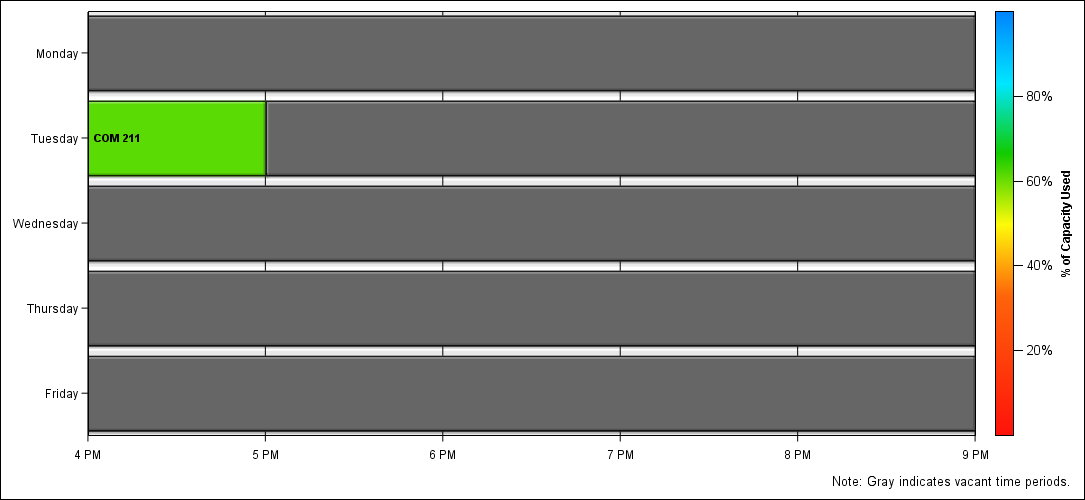 Monday
Tuesday
COM 211
Wednesday
Thursday
Friday
4 PM
5 PM
6 PM
7 PM
8 PM
9 PM
80%
60%
40%
20%
% of Capacity Used
Note: Gray indicates vacant time periods.